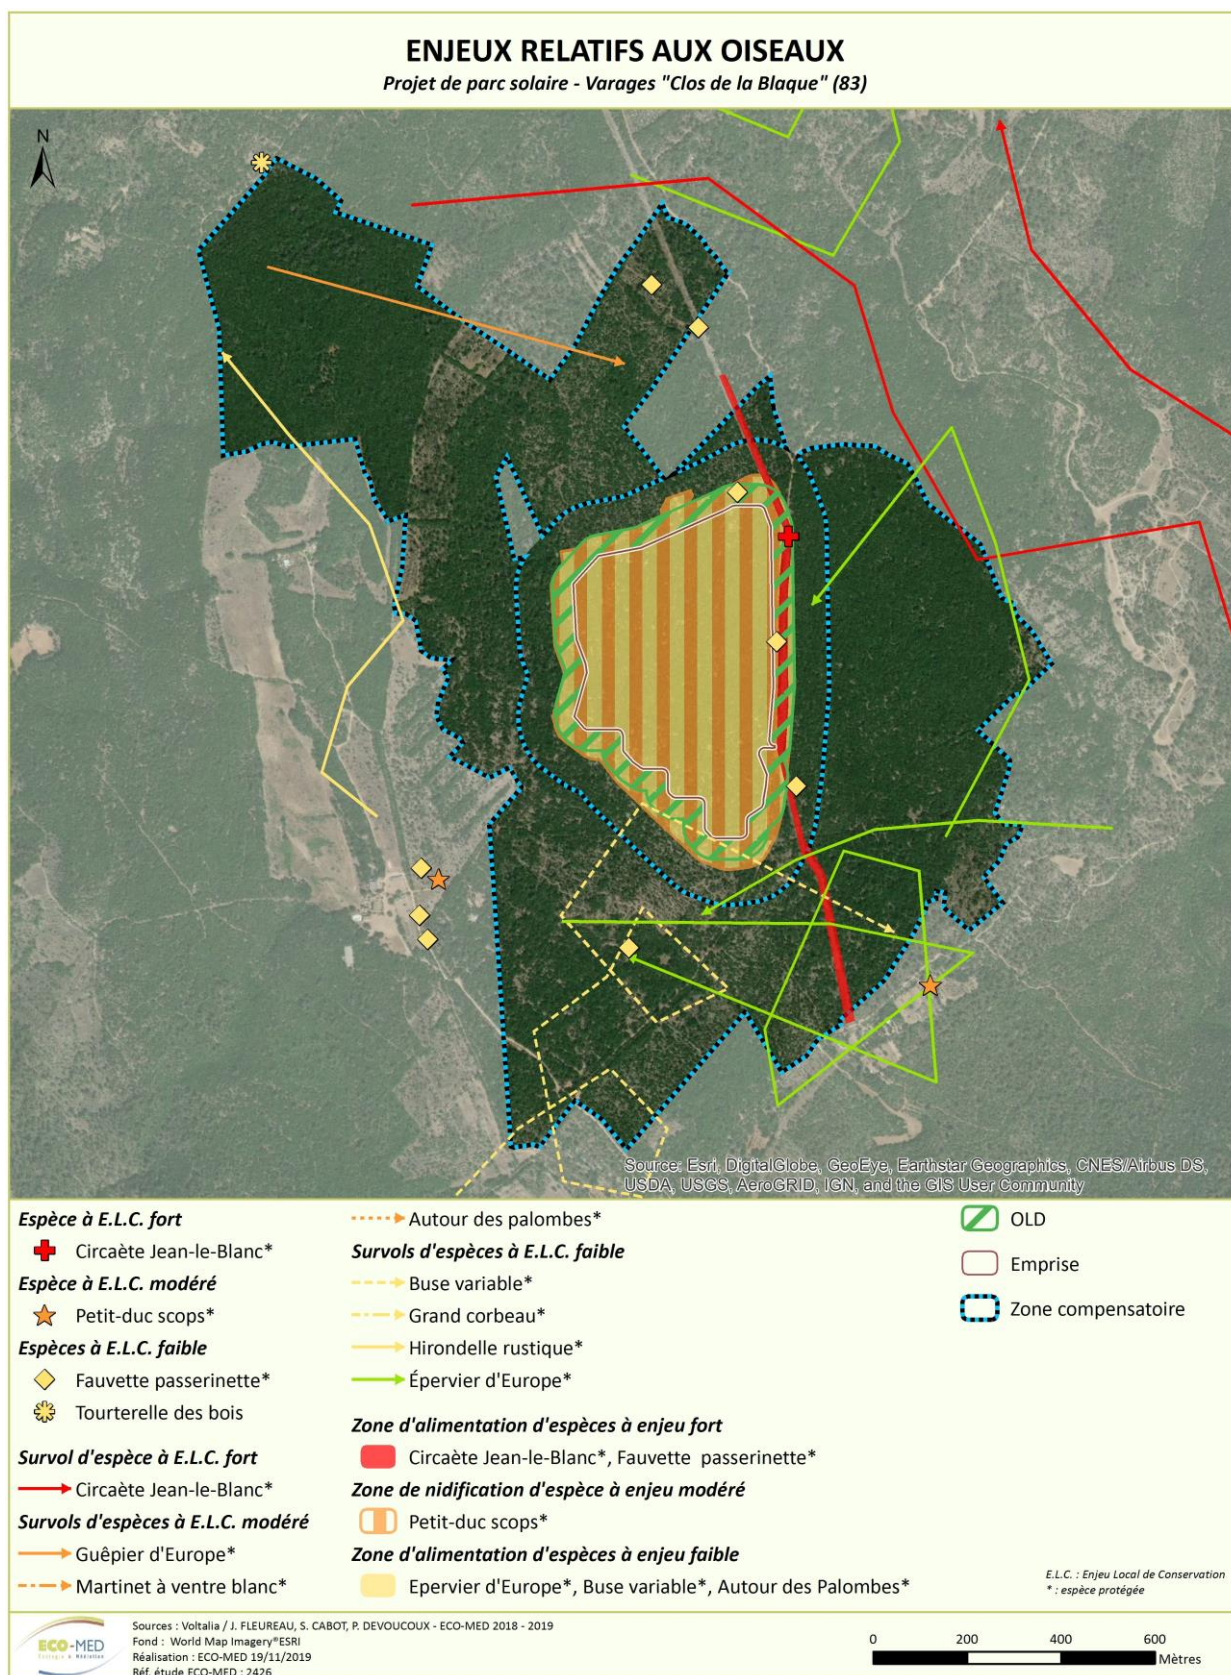 ENJEUX RELATIFS AUX OISEAUX
Projet de parc solaire - Varages "Clos de la Blaque" (83)
N
Source: Esri, DigitalGlobe, GeoEye, Earthstar Geographics, CNES/Airbus DS,
USDA, USGS, AeroGRID, IGN, and the GIS User Community
Espèce à E.L.C. fort
Circaète Jean-le-Blanc*
Espèce à E.L.C. modéré
Petit-duc scops*
Espèces à E.L.C. faible
Fauvette passerinette*
Tourterelle des bois
Survol d'espèce à E.L.C. fort
Circaète Jean-le-Blanc*
Survols d'espèces à E.L.C. modéré
Guêpier d'Europe*
Martinet à ventre blanc*
Autour des palombes*
Survols d'espèces à E.L.C. faible
Buse variable*
Grand corbeau*
Hirondelle rustique*
Épervier d'Europe*
Zone d'alimentation d'espèces à enjeu fort
Circaète Jean-le-Blanc*, Fauvette passerinette*
Zone de nidification d'espèce à enjeu modéré
Petit-duc scops*
Zone d'alimentation d'espèces à enjeu faible
Epervier d'Europe*, Buse variable*, Autour des Palombes*
OLD
Emprise
Zone compensatoire
E.L.C. : Enjeu Local de Conservation
* : espèce protégée
ECO-MED
Ecologie & Médiation
Sources : Voltalia / J. FLEUREAU, S. CABOT, P. DEVOUCOUX - ECO-MED 2018 - 2019
Fond : World Map Imagery®ESRI
Réalisation : ECO-MED 19/11/2019
Réf. étude ECO-MED : 2426
0 200 400 600
Mètres